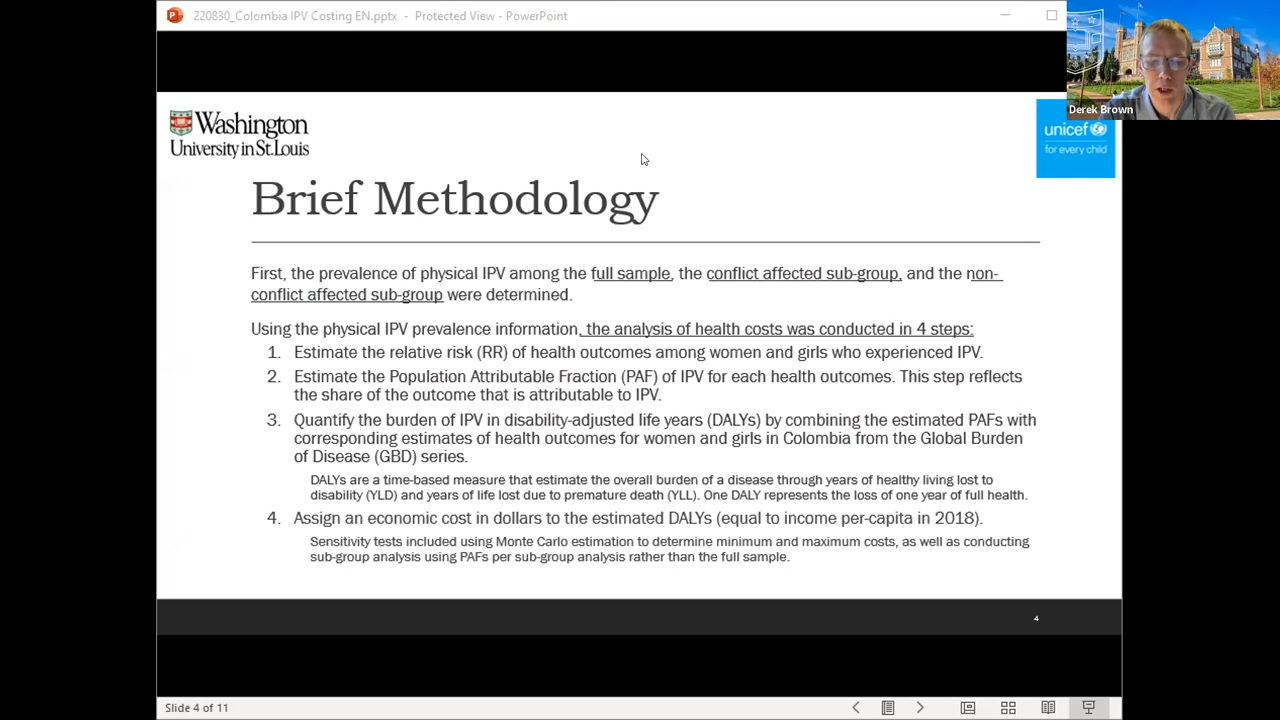 220830_Colombia IPV Costing EN.pptx - Protected View - PowerPoint
Derek Brown
Washington
University in St. Louis
unicef
for every child
Brief Methodology
First, the prevalence of physical IPV among the full sample, the conflict affected sub-group, and the non-
conflict affected sub-group were determined.
Using the physical IPV prevalence information, the analysis of health costs was conducted in 4 steps:
1. Estimate the relative risk (RR) of health outcomes among women and girls who experienced IPV.
2. Estimate the Population Attributable Fraction (PAF) of IPV for each health outcomes. This step reflects
the share of the outcome that is attributable to IPV.
3. Quantify the burden of IPV in disability-adjusted life years (DALYs) by combining the estimated PAFs with
corresponding estimates of health outcomes for women and girls in Colombia from the Global Burden
of Disease (GBD) series.
DALYs are a time-based measure that estimate the overall burden of a disease through years of healthy living lost to
disability (YLD) and years of life lost due to premature death (YLL). One DALY represents the loss of one year of full health.
4. Assign an economic cost in dollars to the estimated DALYs (equal to income per-capita in 2018).
Sensitivity tests included using Monte Carlo estimation to determine minimum and maximum costs, as well as conducting
sub-group analysis using PAFs per sub-group analysis rather than the full sample.
4
Slide 4 of 11